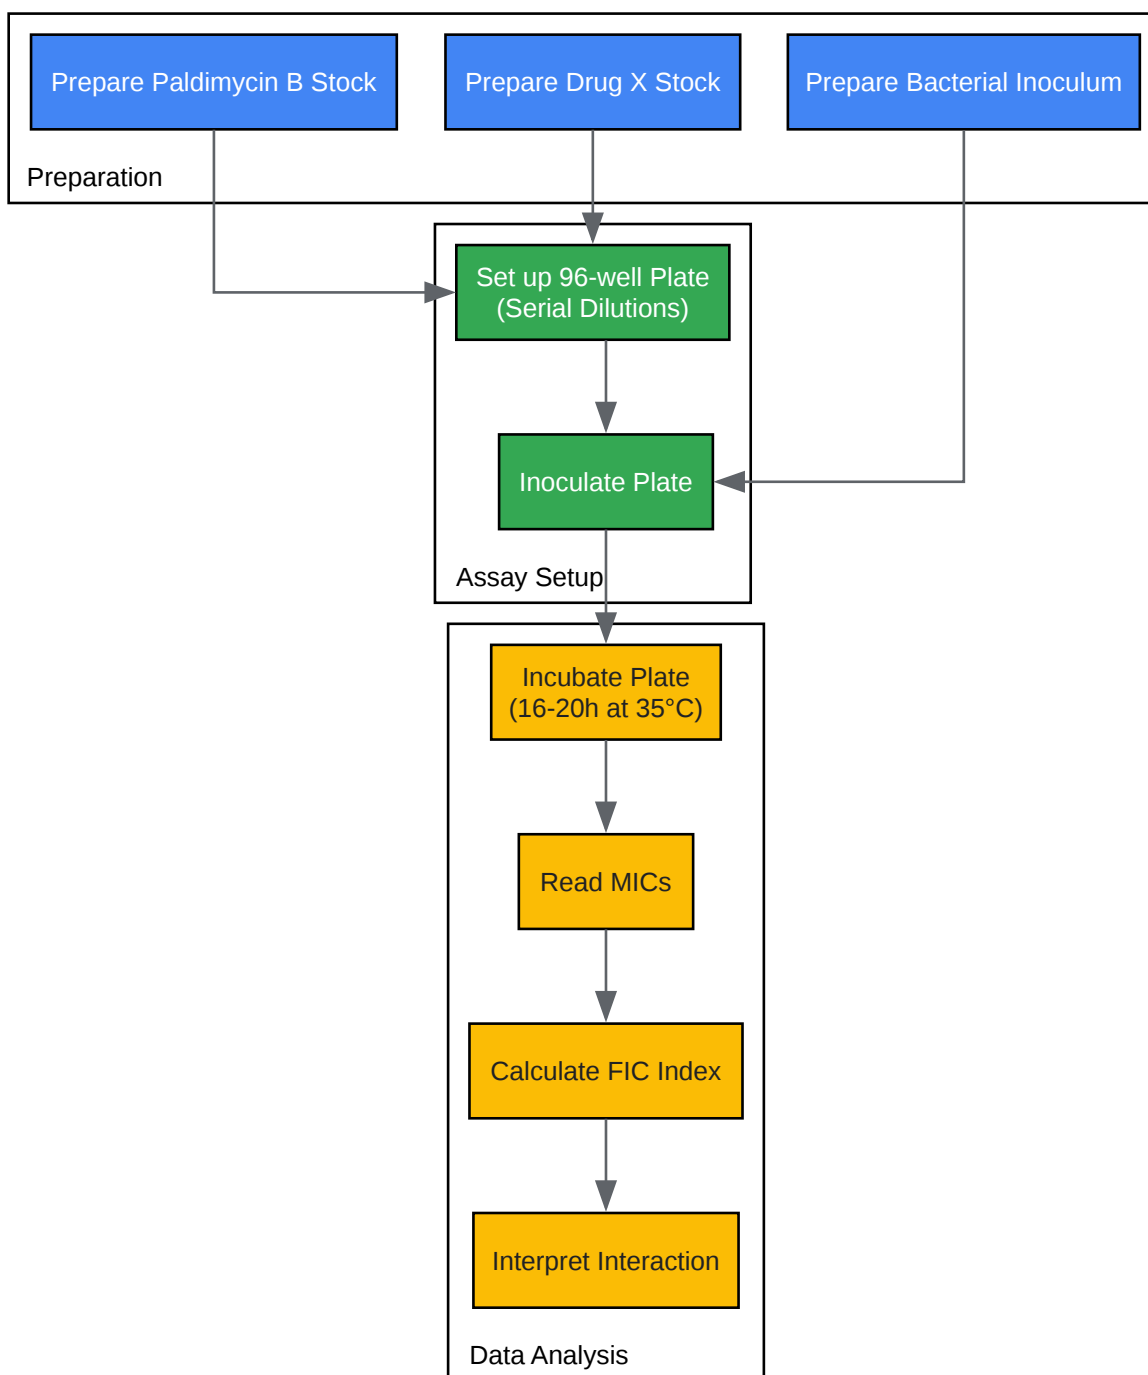 Prepare Paldimycin B Stock
Prepare Drug X Stock
Prepare Bacterial Inoculum
Preparation
Set up 96-well Plate
(Serial Dilutions)
Inoculate Plate
Assay Setup
Incubate Plate
(16-20h at 35°C)
Read MICs
Calculate FIC Index
Interpret Interaction
Data Analysis